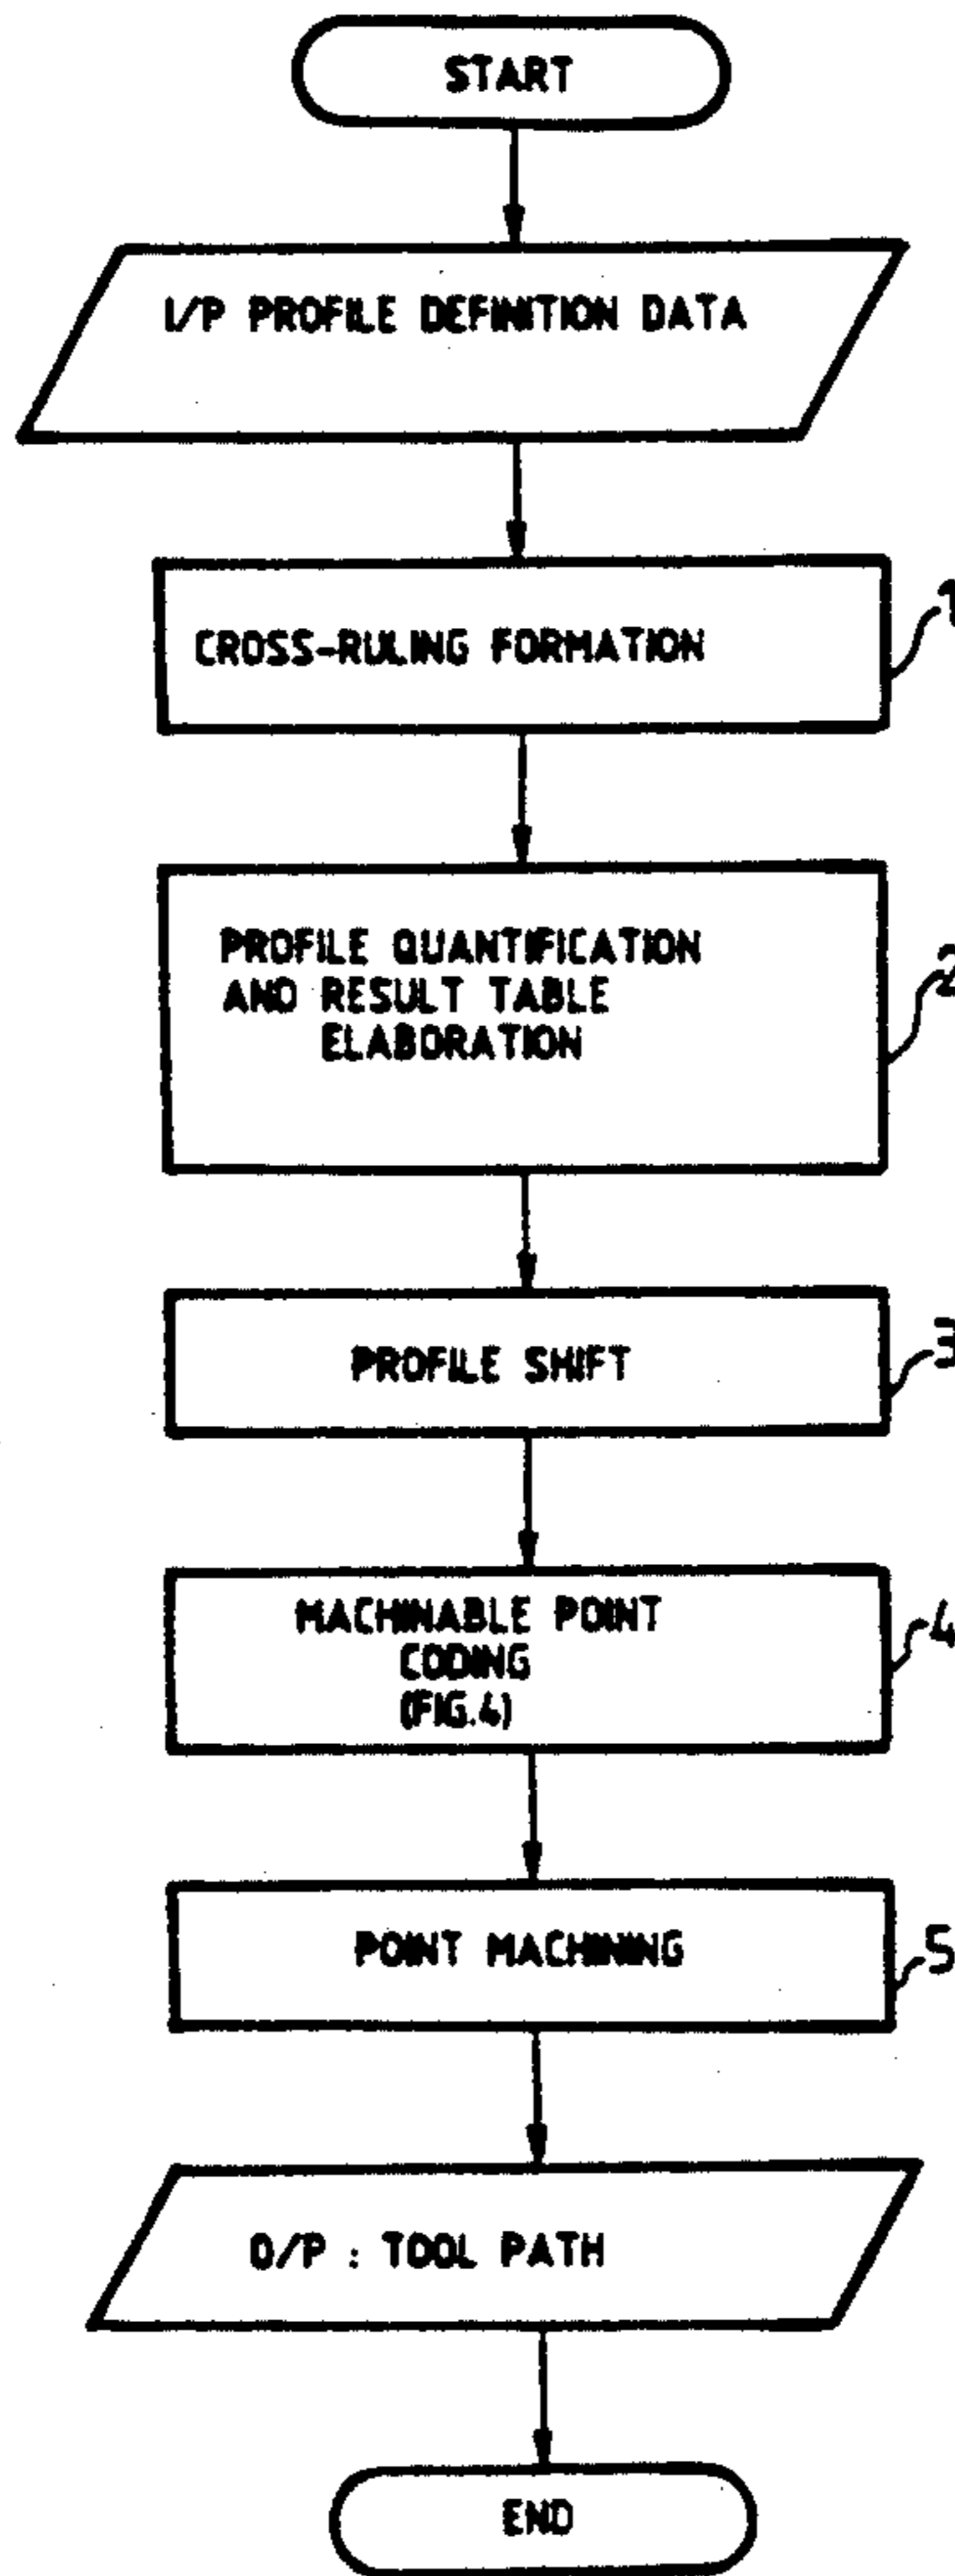 START
I/P PROFILE DEFINITION DATA
CROSS-RULING FORMATION
1
PROFILE QUANTIFICATION
AND RESULT TABLE
ELABORATION
2
PROFILE SHIFT
3
MACHINABLE POINT
CODING
(FIG.4)
4
POINT MACHINING
5
O/P : TOOL PATH
END